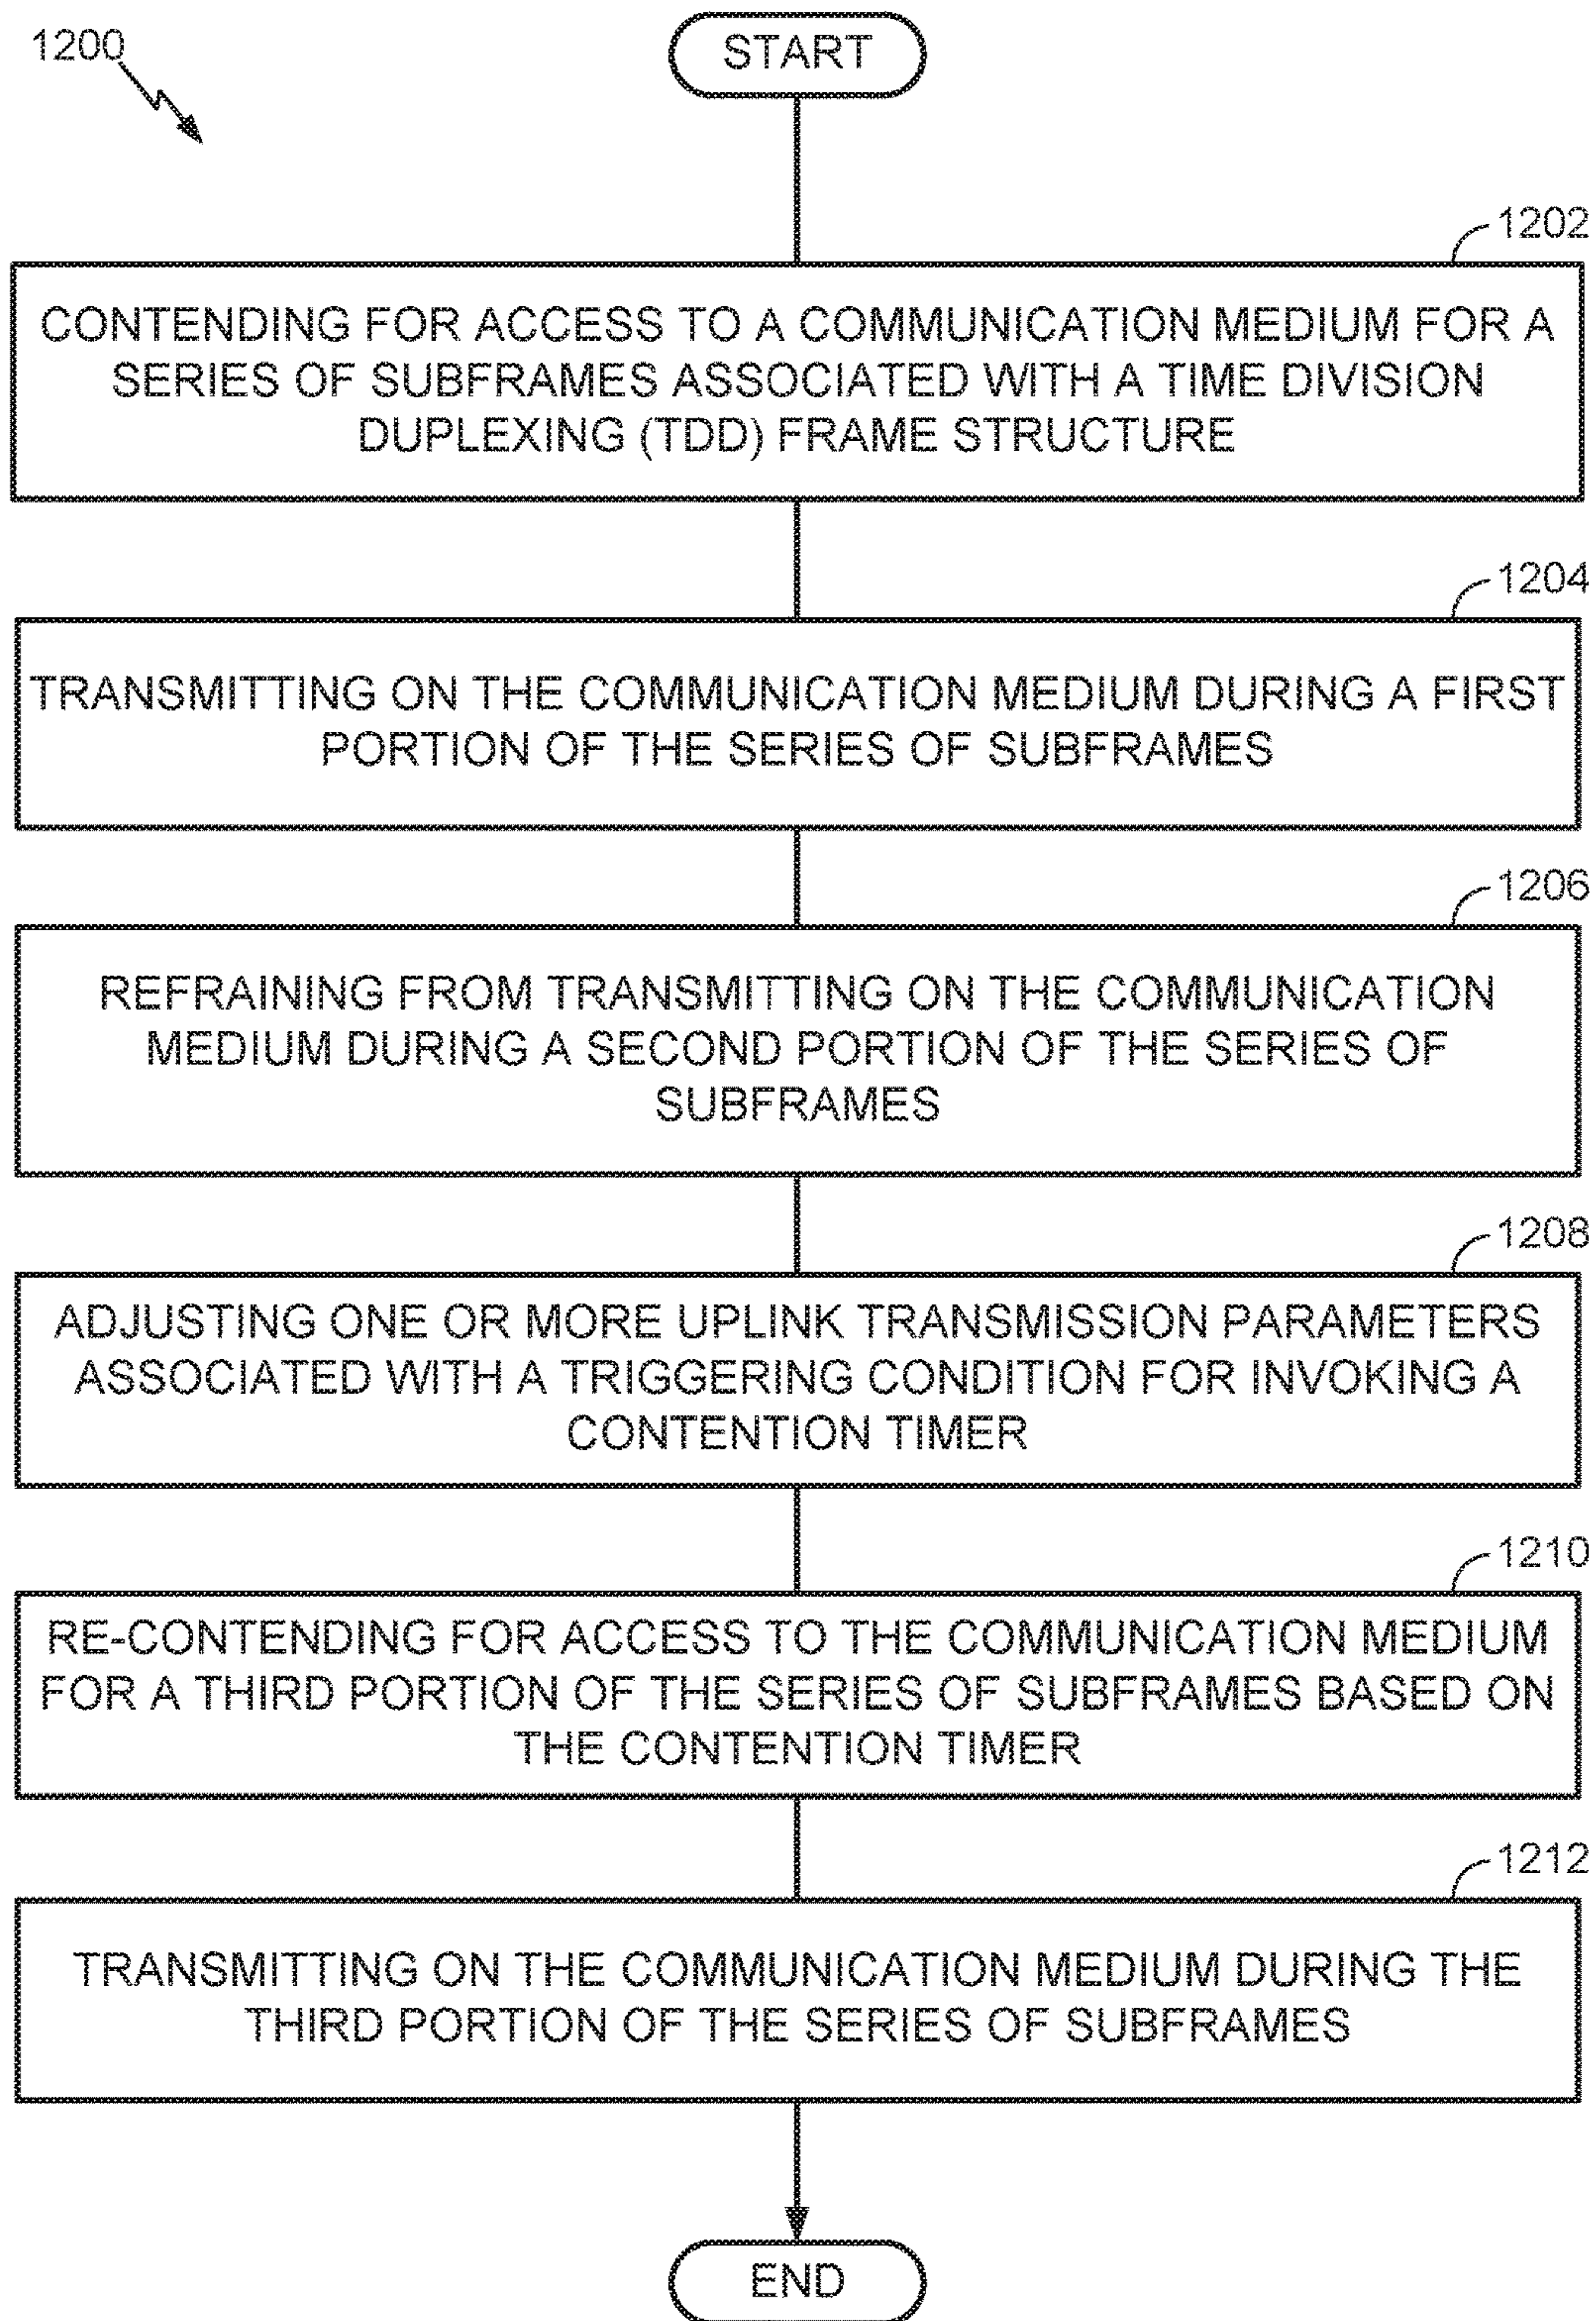 1200
START
1202
CONTENDING FOR ACCESS TO A COMMUNICATION MEDIUM FOR A
SERIES OF SUBFRAMES ASSOCIATED WITH A TIME DIVISION
DUPLEXING (TDD) FRAME STRUCTURE
1204
TRANSMITTING ON THE COMMUNICATION MEDIUM DURING A FIRST
PORTION OF THE SERIES OF SUBFRAMES
1206
REFRAINING FROM TRANSMITTING ON THE COMMUNICATION
MEDIUM DURING A SECOND PORTION OF THE SERIES OF
SUBFRAMES
1208
ADJUSTING ONE OR MORE UPLINK TRANSMISSION PARAMETERS
ASSOCIATED WITH A TRIGGERING CONDITION FOR INVOKING A
CONTENTION TIMER
1210
RE-CONTENDING FOR ACCESS TO THE COMMUNICATION MEDIUM
FOR A THIRD PORTION OF THE SERIES OF SUBFRAMES BASED ON
THE CONTENTION TIMER
1212
TRANSMITTING ON THE COMMUNICATION MEDIUM DURING THE
THIRD PORTION OF THE SERIES OF SUBFRAMES
END